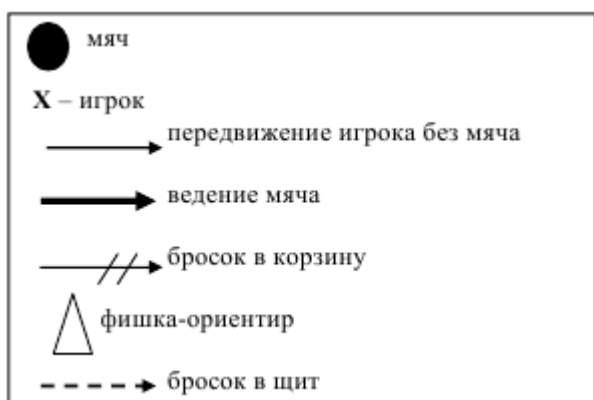 мяч
X – игрок
передвижение игрока без мяча
ведение мяча
бросок в корзину
фишка-ориентир
бросок в щит